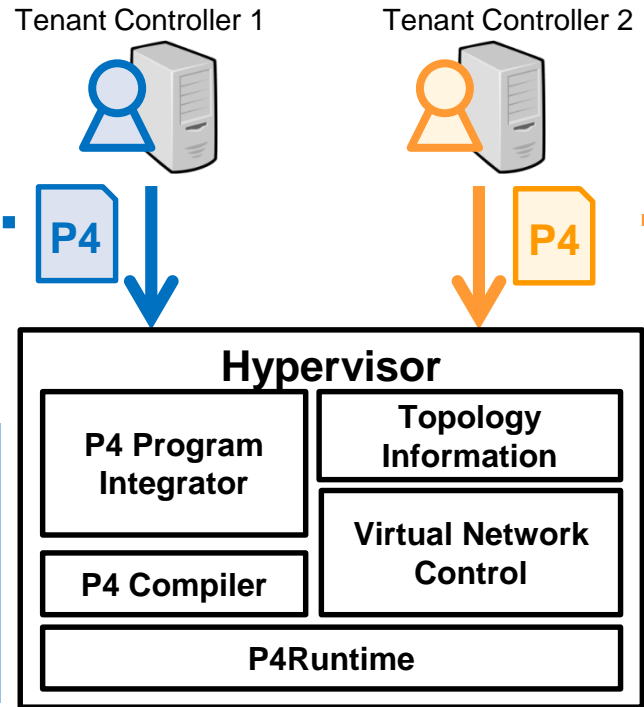 Tenant Controller 1
Tenant Controller 2
P4
P4
Hypervisor
P4 Program
Integrator
Topology
Information
P4 Compiler
Virtual Network
Control
P4Runtime